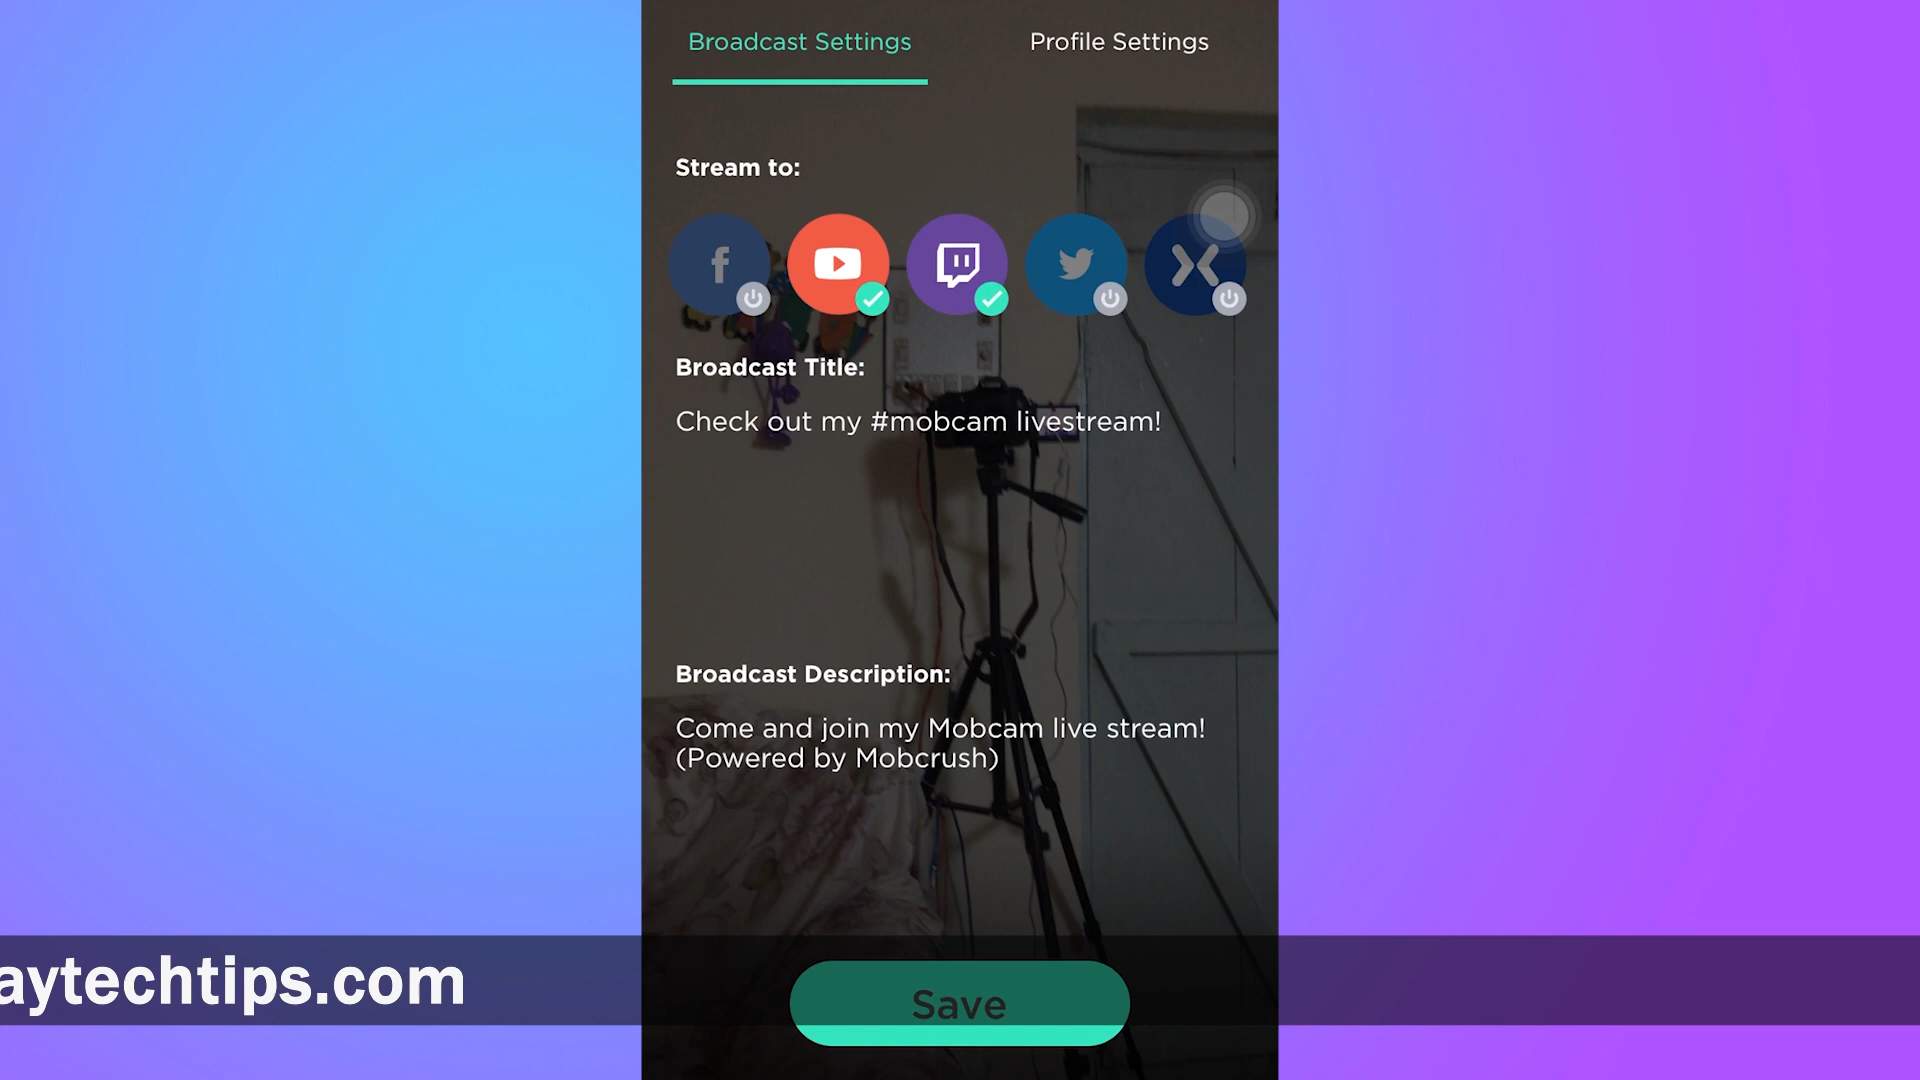 Broadcast Settings
Profile Settings
Stream to:
Broadcast Title:
Check out my #mobcam livestream!
Broadcast Description:
Come and join my Mobcam live stream!
(Powered by Mobcrush)
aytechtips.com
Save